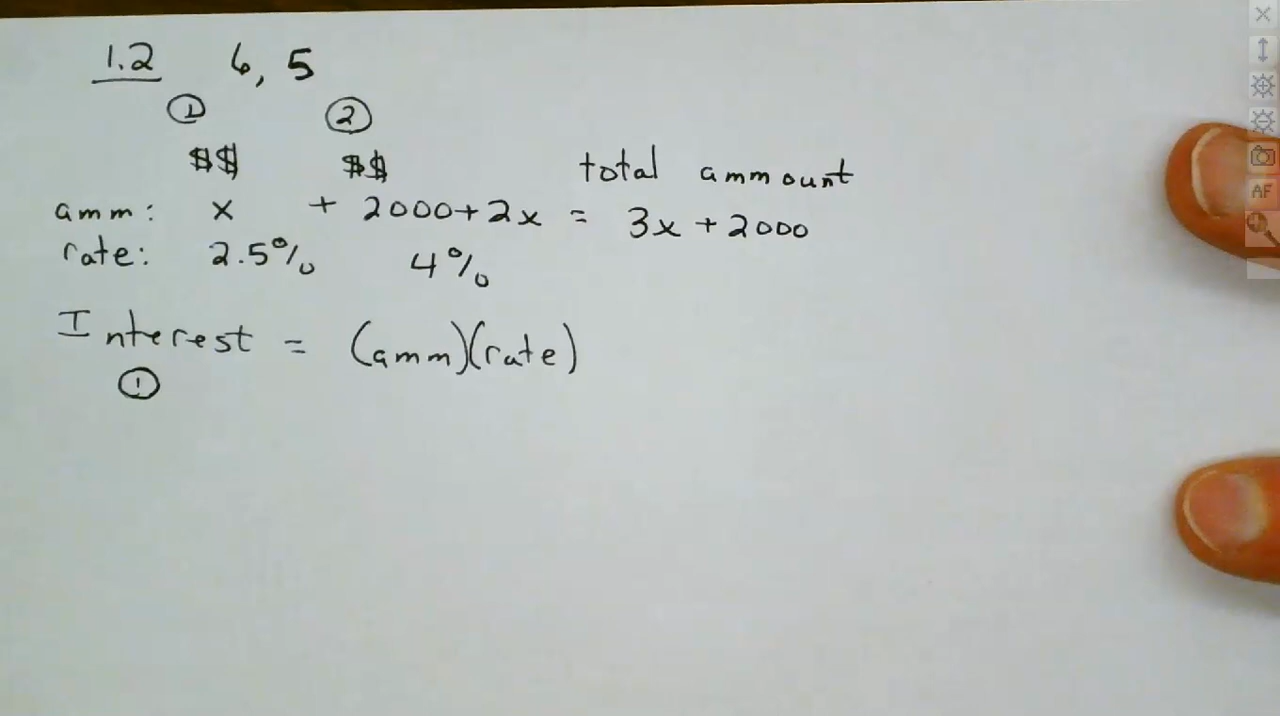 1.2 6, 5
① ②
$$ $$ total ammount
amm: x + 2000+2x = 3x+2000
rate: 2.5% 4%
Interest = (amm)(rate)
①
AF